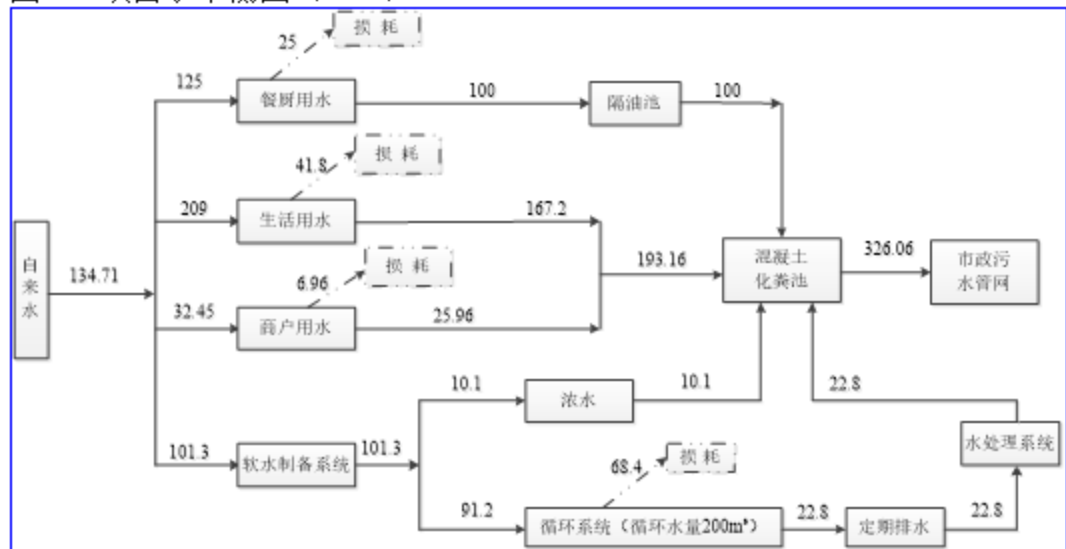 损 耗
25
125
餐厨用水
100
隔油池
100
损 耗
41.8
209
生活用水
167.2
自来水
134.71
损 耗
6.96
193.16
混凝土
化粪池
326.06
市政污
水管网
32.45
商户用水
25.96
10.1
浓水
10.1
22.8
101.3
软水制备系统
101.3
水处理系统
68.4
损 耗
91.2
循环系统（循环水量200m³）
22.8
定期排水
22.8